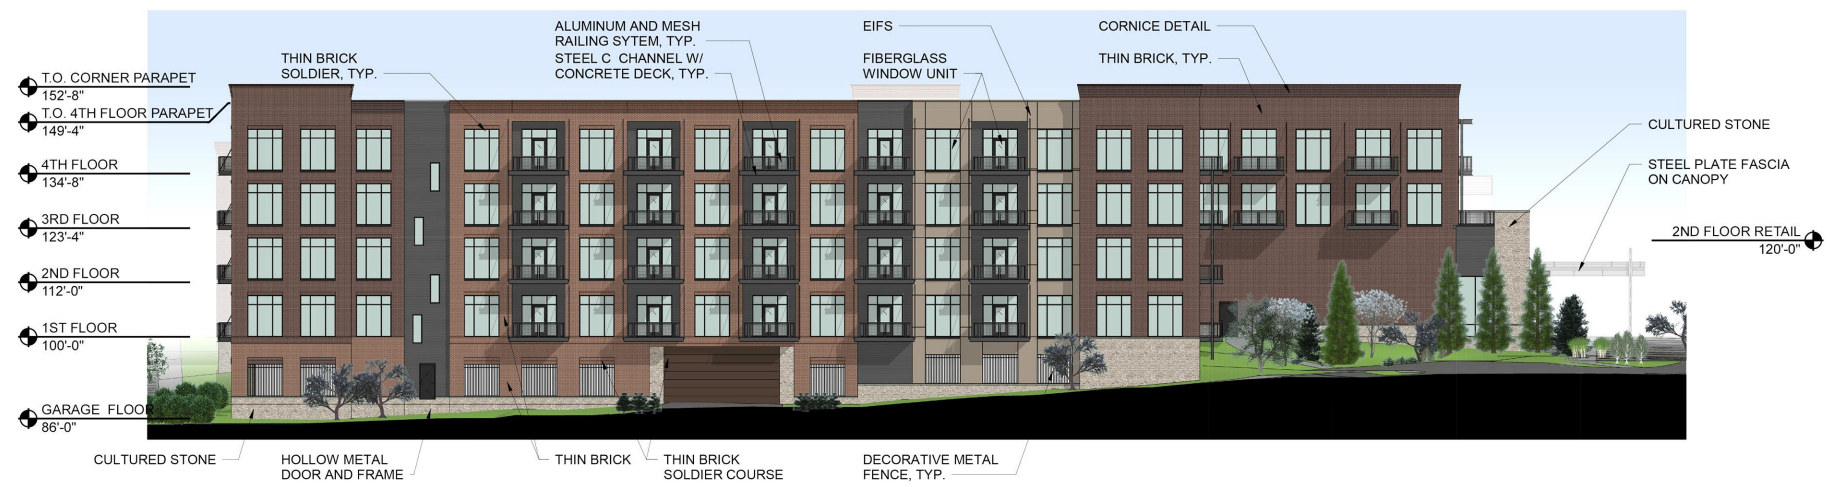 ALUMINUM AND MESH
RAILING SYTEM, TYP.
STEEL C CHANNEL W/
CONCRETE DECK, TYP.
EIFS
CORNICE DETAIL
THIN BRICK
SOLDIER, TYP.
FIBERGLASS
WINDOW UNIT
THIN BRICK, TYP.
T.O. CORNER PARAPET
152'-8"
T.O. 4TH FLOOR PARAPET
149'-4"
4TH FLOOR
134'-8"
3RD FLOOR
123'-4"
2ND FLOOR
112'-0"
1ST FLOOR
100'-0"
GARAGE FLOOR
86'-0"
CULTURED STONE
STEEL PLATE FASCIA
ON CANOPY
2ND FLOOR RETAIL
120'-0"
CULTURED STONE
HOLLOW METAL
DOOR AND FRAME
THIN BRICK
THIN BRICK
SOLDIER COURSE
DECORATIVE METAL
FENCE, TYP.